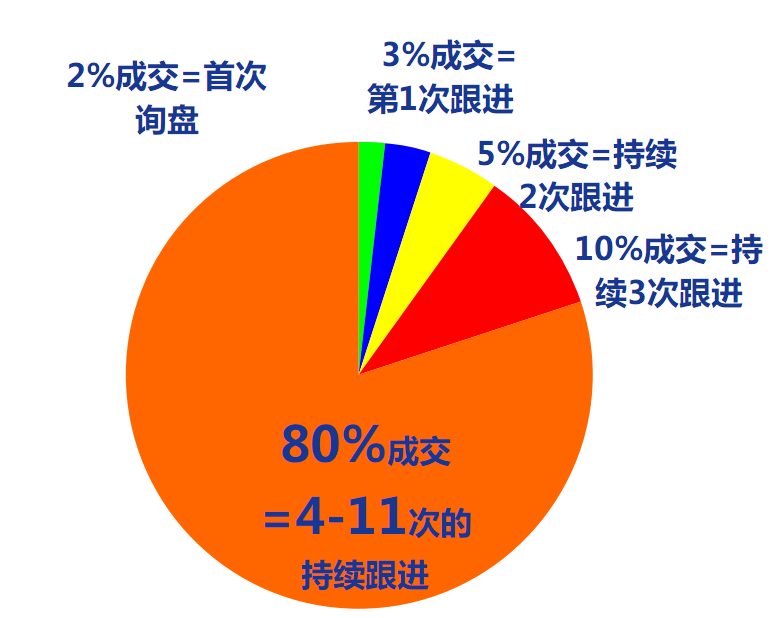 2%成交=首次
询盘
3%成交=
第1次跟进
5%成交=持续
2次跟进
10%成交=持
续3次跟进
80%成交
=4-11次的
持续跟进